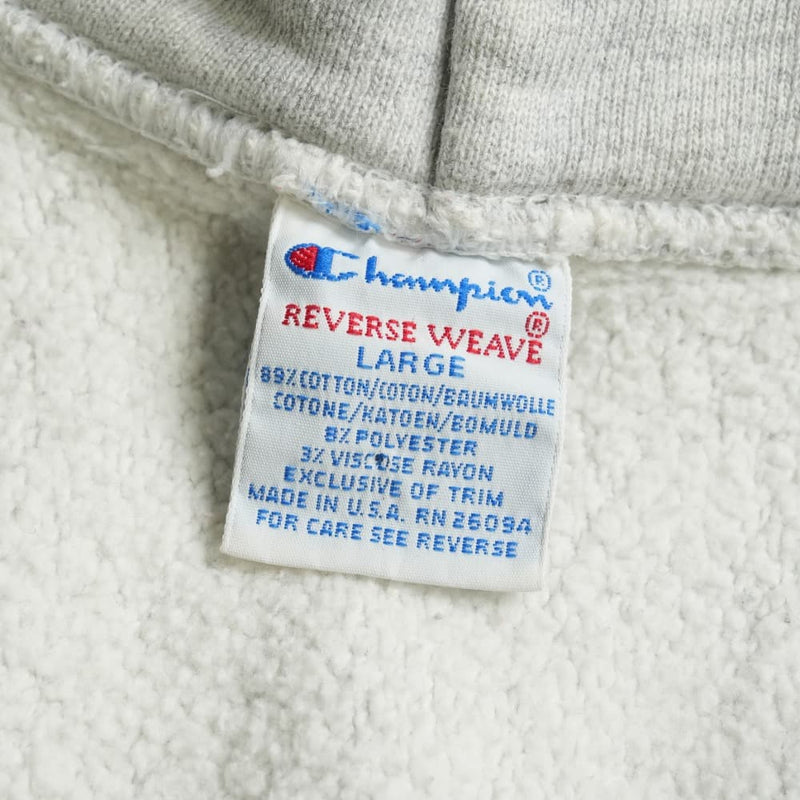 Champion®
REVERSE WEAVE®
LARGE
89% COTTON/COTON/BAUMWOLLE
COTONE/KATOEN/BOMULD
8% POLYESTER
3% VISCOSE RAYON
EXCLUSIVE OF TRIM
MADE IN U.S.A. RN 26094
FOR CARE SEE REVERSE